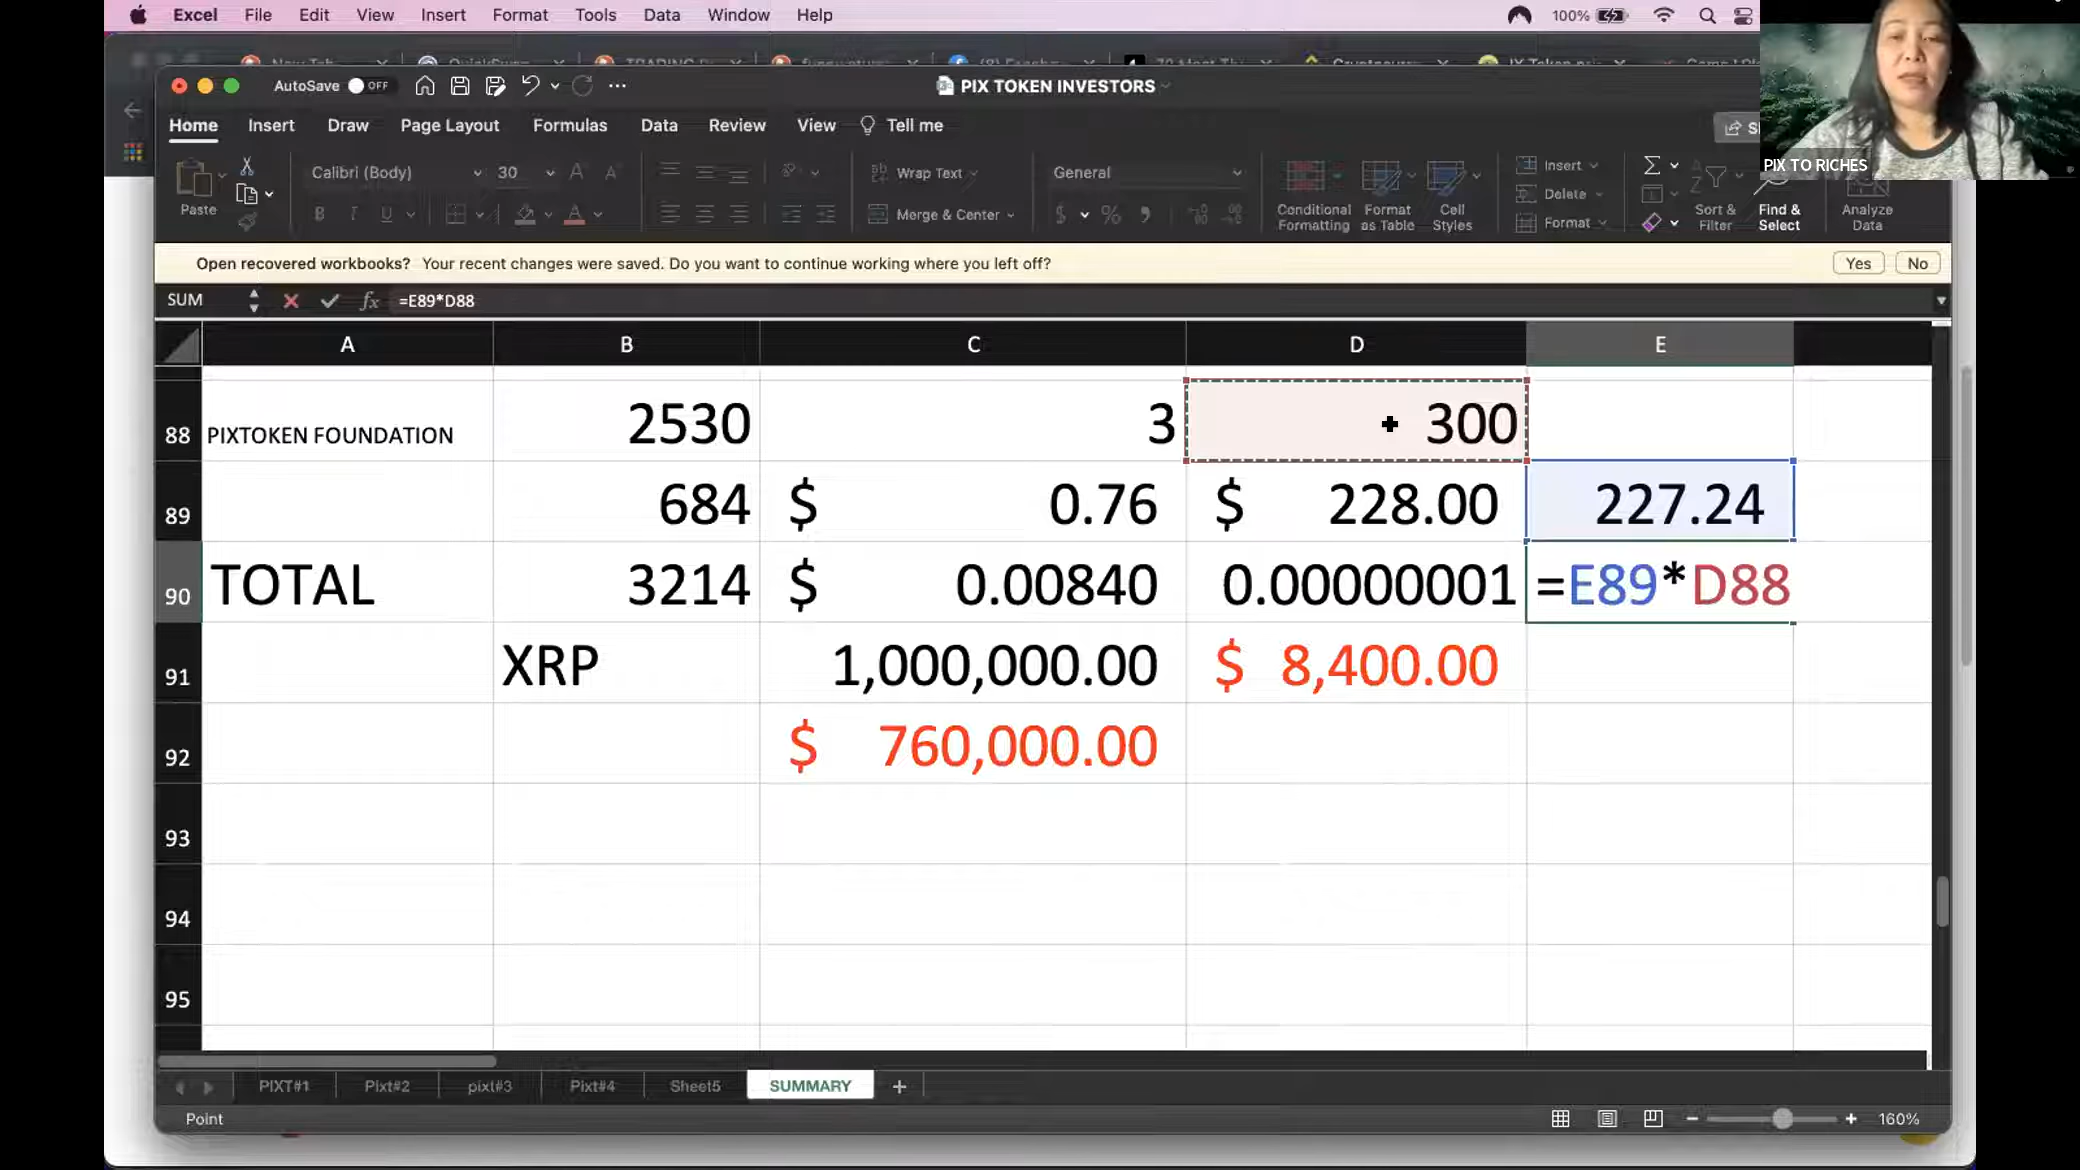 Excel File Edit View Insert Format Tools Data Window Help 100%
AutoSave OFF PIX TOKEN INVESTORS
Home Insert Draw Page Layout Formulas Data Review View Tell me
PIX TO RICHES
Paste Calibri (Body) 30 A A Wrap Text General Insert
Delete
B I U A Merge & Center $ % Conditional Formatting Format as Table Cell Styles Format Sort & Filter Find & Select Analyze Data
Open recovered workbooks? Your recent changes were saved. Do you want to continue working where you left off? Yes No
SUM fx =E89*D88
A B C D E
88 PIXTOKEN FOUNDATION 2530 3 300
89 684 $ 0.76 $ 228.00 227.24
90 TOTAL 3214 $ 0.00840 0.00000001 =E89*D88
91 XRP 1,000,000.00 $ 8,400.00
92 $ 760,000.00
93
94
95
PIXT#1 Pixt#2 pixt#3 Pixt#4 Sheet5 SUMMARY
Point 160%